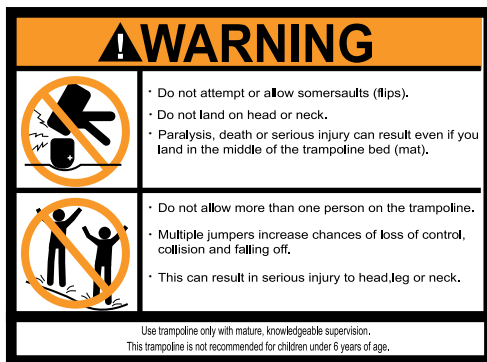 WARNING
· Do not attempt or allow somersaults (flips).
· Do not land on head or neck.
· Paralysis, death or serious injury can result even if you
land in the middle of the trampoline bed (mat).
· Do not allow more than one person on the trampoline.
· Multiple jumpers increase chances of loss of control,
collision and falling off.
· This can result in serious injury to head,leg or neck.
Use trampoline only with mature, knowledgeable supervision.
This trampoline is not recommended for children under 6 years of age.